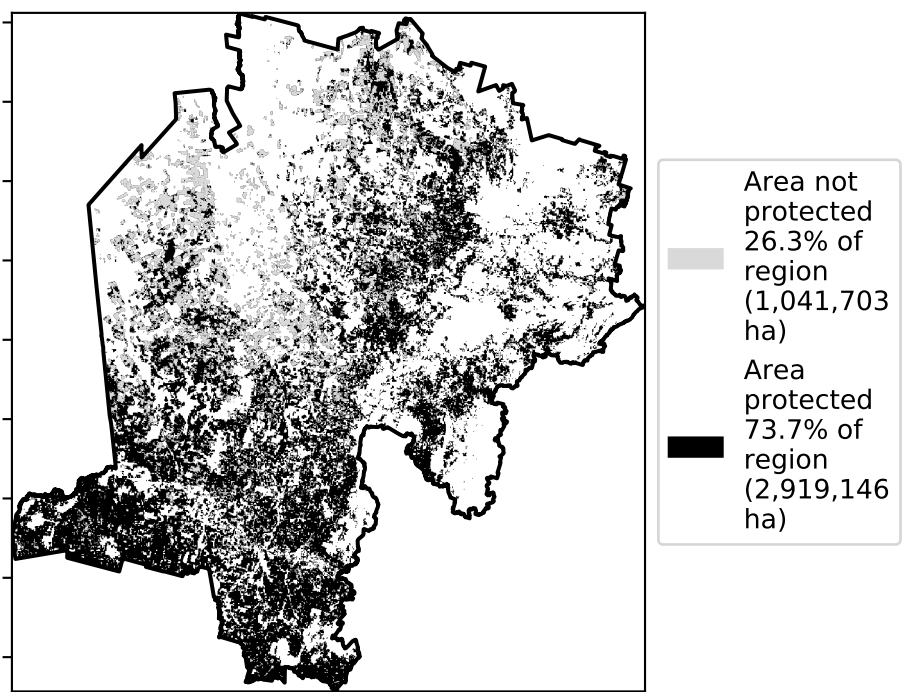 Area not
protected
26.3% of
region
(1,041,703
ha)
Area
protected
73.7% of
region
(2,919,146
ha)